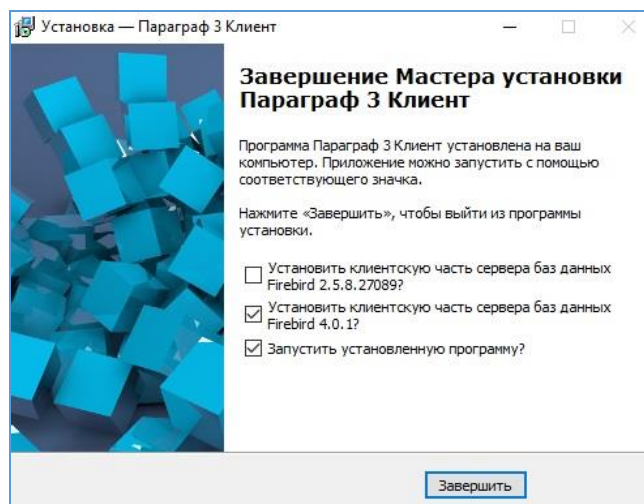 Установка — Параграф 3 Клиент
Завершение Мастера установки
Параграф 3 Клиент
Программа Параграф 3 Клиент установлена на ваш
компьютер. Приложение можно запустить с помощью
соответствующего значка.
Нажмите «Завершить», чтобы выйти из программы
установки.
Установить клиентскую часть сервера баз данных
Firebird 2.5.8.27089?
Установить клиентскую часть сервера баз данных
Firebird 4.0.1?
Запустить установленную программу?
Завершить